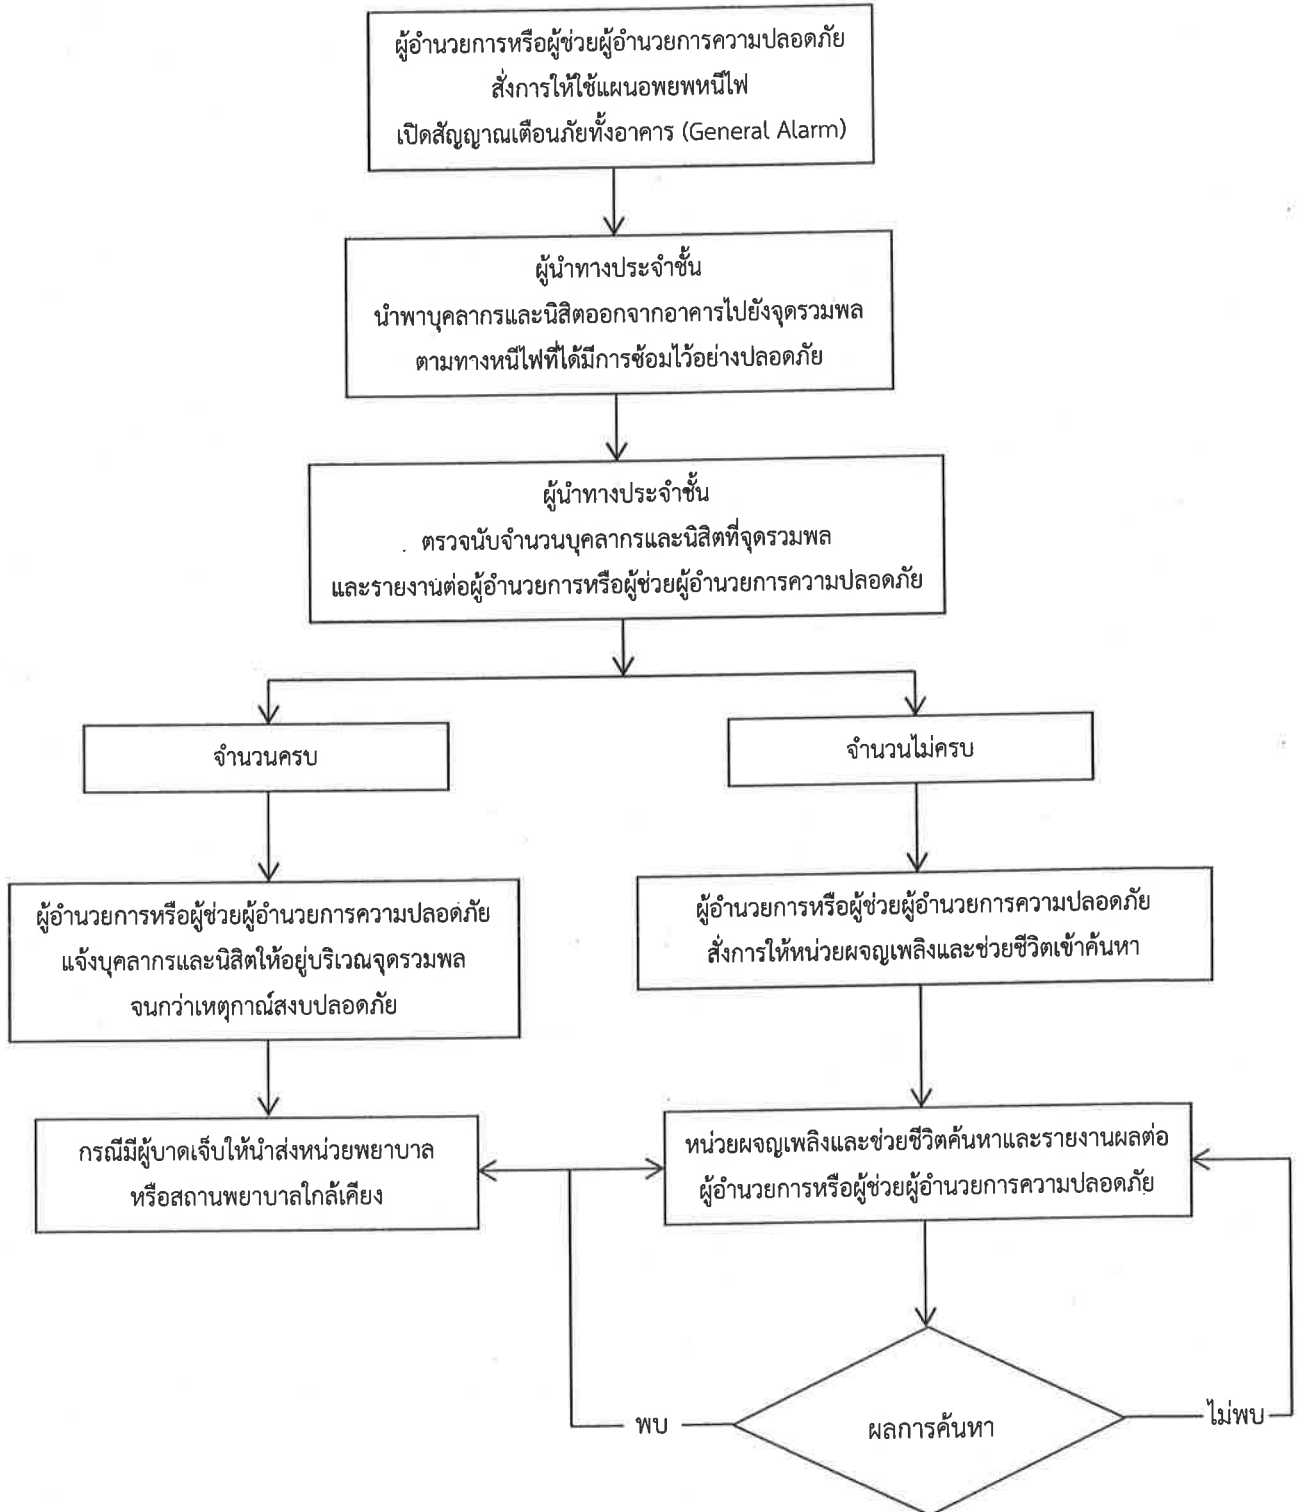 ผู้อำนวยการหรือผู้ช่วยผู้อำนวยการความปลอดภัย
สั่งการให้ใช้แผนอพยพหนีไฟ
เปิดสัญญาณเตือนภัยทั้งอาคาร (General Alarm)
ผู้นำทางประจำชั้น
นำพาบุคลากรและนิสิตออกจากอาคารไปยังจุดรวมพล
ตามทางหนีไฟที่ได้มีการซ้อมไว้อย่างปลอดภัย
ผู้นำทางประจำชั้น
ตรวจนับจำนวนบุคลากรและนิสิตที่จุดรวมพล
และรายงานต่อผู้อำนวยการหรือผู้ช่วยผู้อำนวยการความปลอดภัย
จำนวนครบ
จำนวนไม่ครบ
ผู้อำนวยการหรือผู้ช่วยผู้อำนวยการความปลอดภัย
แจ้งบุคลากรและนิสิตให้อยู่บริเวณจุดรวมพล
จนกว่าเหตุกาณ์สงบปลอดภัย
ผู้อำนวยการหรือผู้ช่วยผู้อำนวยการความปลอดภัย
สั่งการให้หน่วยผจญเพลิงและช่วยชีวิตเข้าค้นหา
กรณีมีผู้บาดเจ็บให้นำส่งหน่วยพยาบาล
หรือสถานพยาบาลใกล้เคียง
หน่วยผจญเพลิงและช่วยชีวิตค้นหาและรายงานผลต่อ
ผู้อำนวยการหรือผู้ช่วยผู้อำนวยการความปลอดภัย
พบ
ผลการค้นหา
ไม่พบ